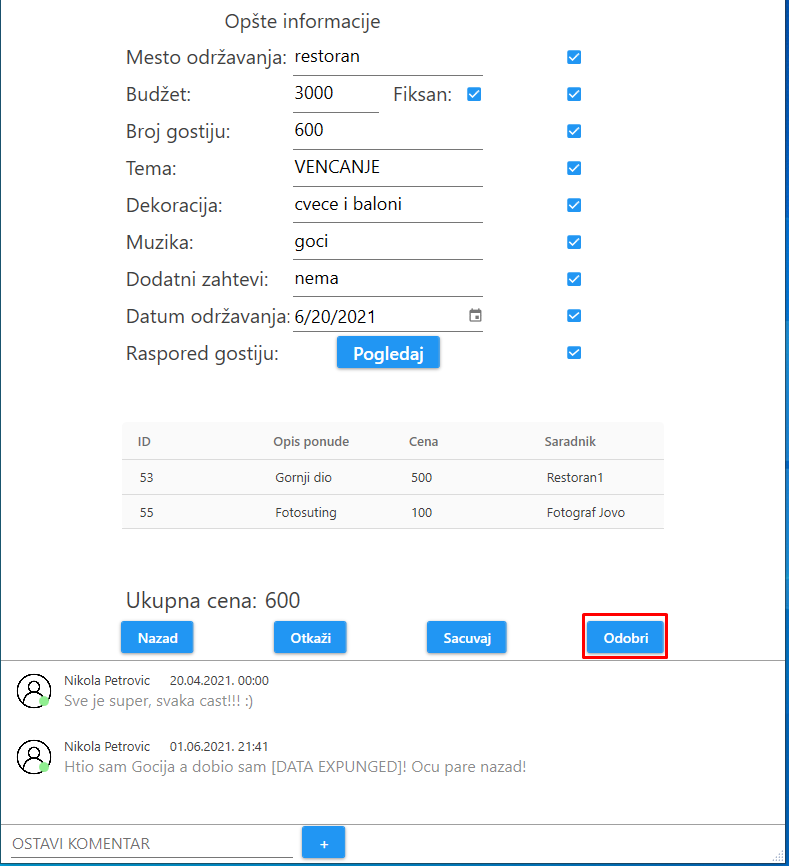 Opšte informacije
Mesto održavanja: restoran
Budžet: 3000 Fiksan:
Broj gostiju: 600
Tema: VENCANJE
Dekoracija: cvece i baloni
Muzika: goci
Dodatni zahtevi: nema
Datum održavanja: 6/20/2021
Raspored gostiju: Pogledaj
ID Opis ponude Cena Saradnik
53 Gornji dio 500 Restoran1
55 Fotosuting 100 Fotograf Jovo
Ukupna cena: 600
Nazad Otkaži Sacuvaj Odobri
Nikola Petrovic 20.04.2021. 00:00
Sve je super, svaka cast!!! :)
Nikola Petrovic 01.06.2021. 21:41
Htio sam Gocija a dobio sam [DATA EXPUNGED]! Ocu pare nazad!
OSTAVI KOMENTAR +